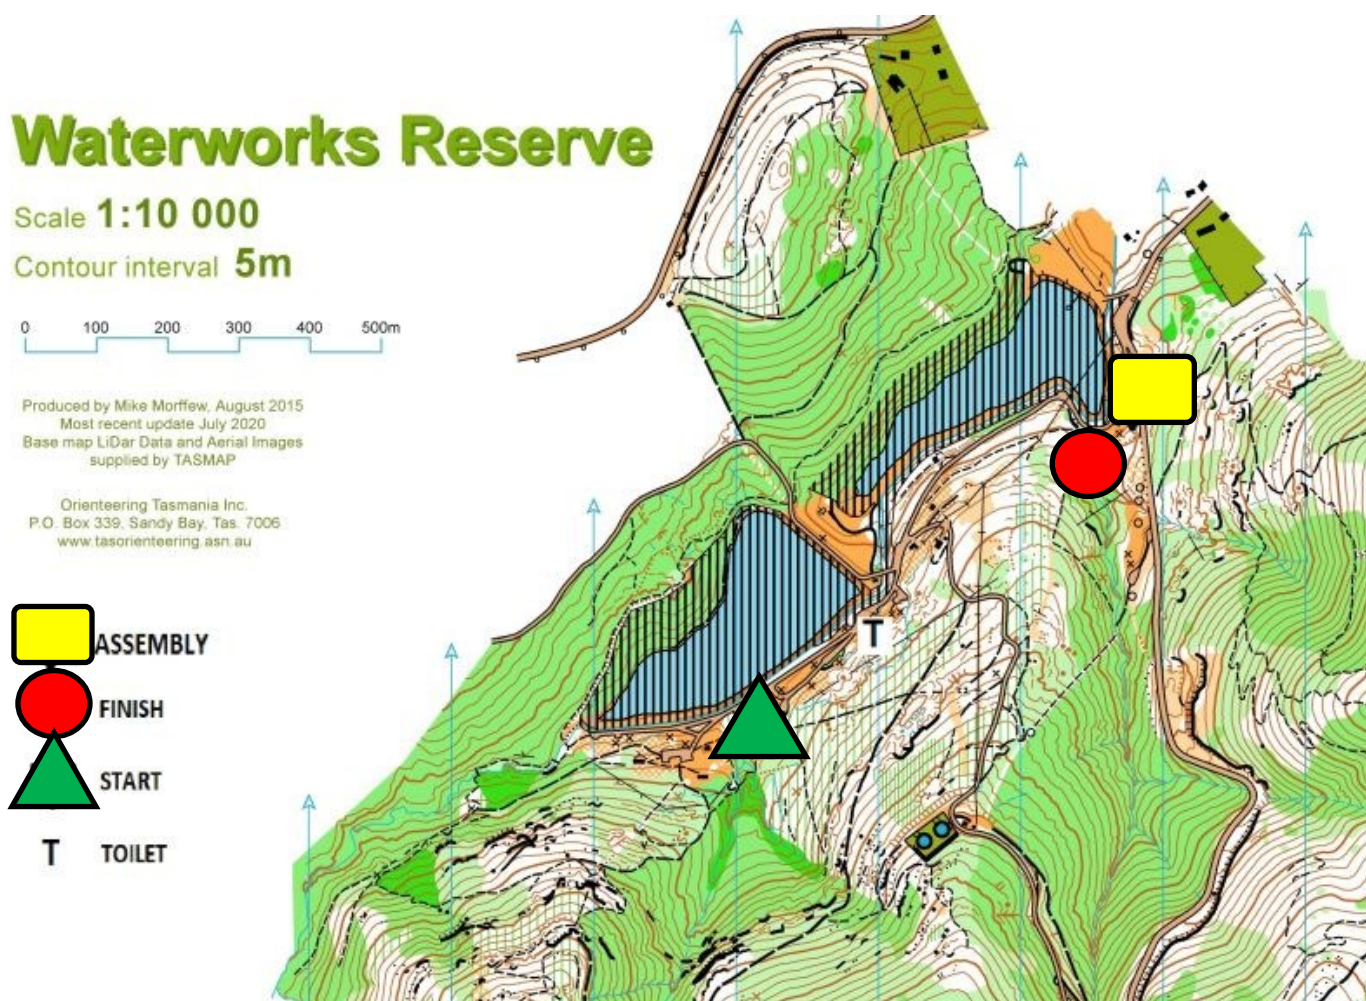 Waterworks Reserve
Scale 1:10 000
Contour interval 5m
0 100 200 300 400 500m
Produced by Mike Morffew, August 2015
Most recent update July 2020
Base map LiDar Data and Aerial Images
supplied by TASMAP
Orienteering Tasmania Inc.
P.O. Box 339, Sandy Bay, Tas. 7006
www.tasorienteering.asn.au
ASSEMBLY
FINISH
START
T TOILET
T